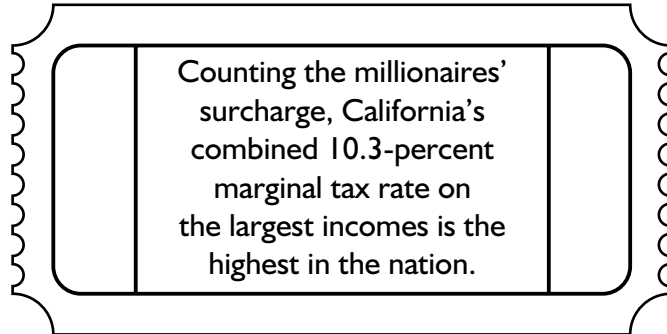 Counting the millionaires’
surcharge, California’s
combined 10.3-percent
marginal tax rate on
the largest incomes is the
highest in the nation.